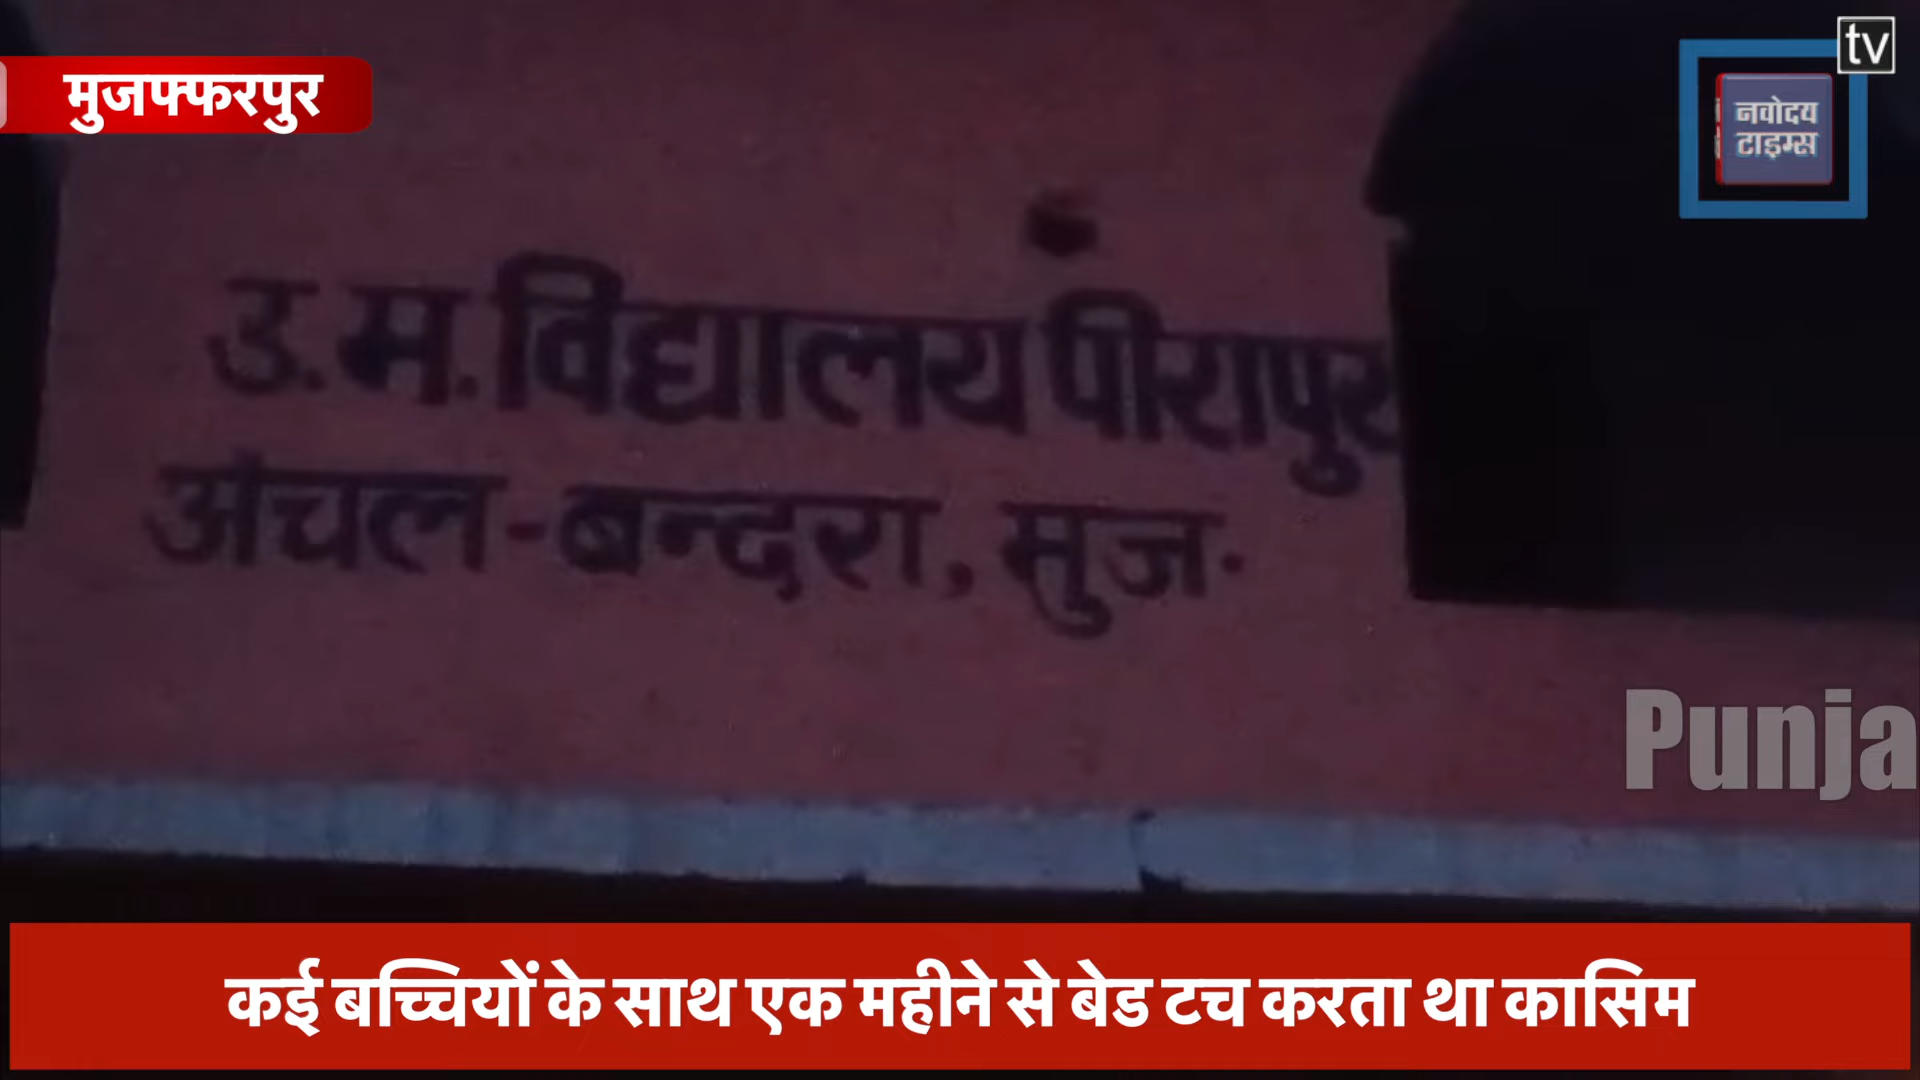 मुजफ्फरपुर
tv
नवोदय
टाइम्स
उ.म.विद्यालय पीरापुर
अंचल-बन्दरा, मुज.
Punja
कई बच्चियों के साथ एक महीने से बेड टच करता था कासिम